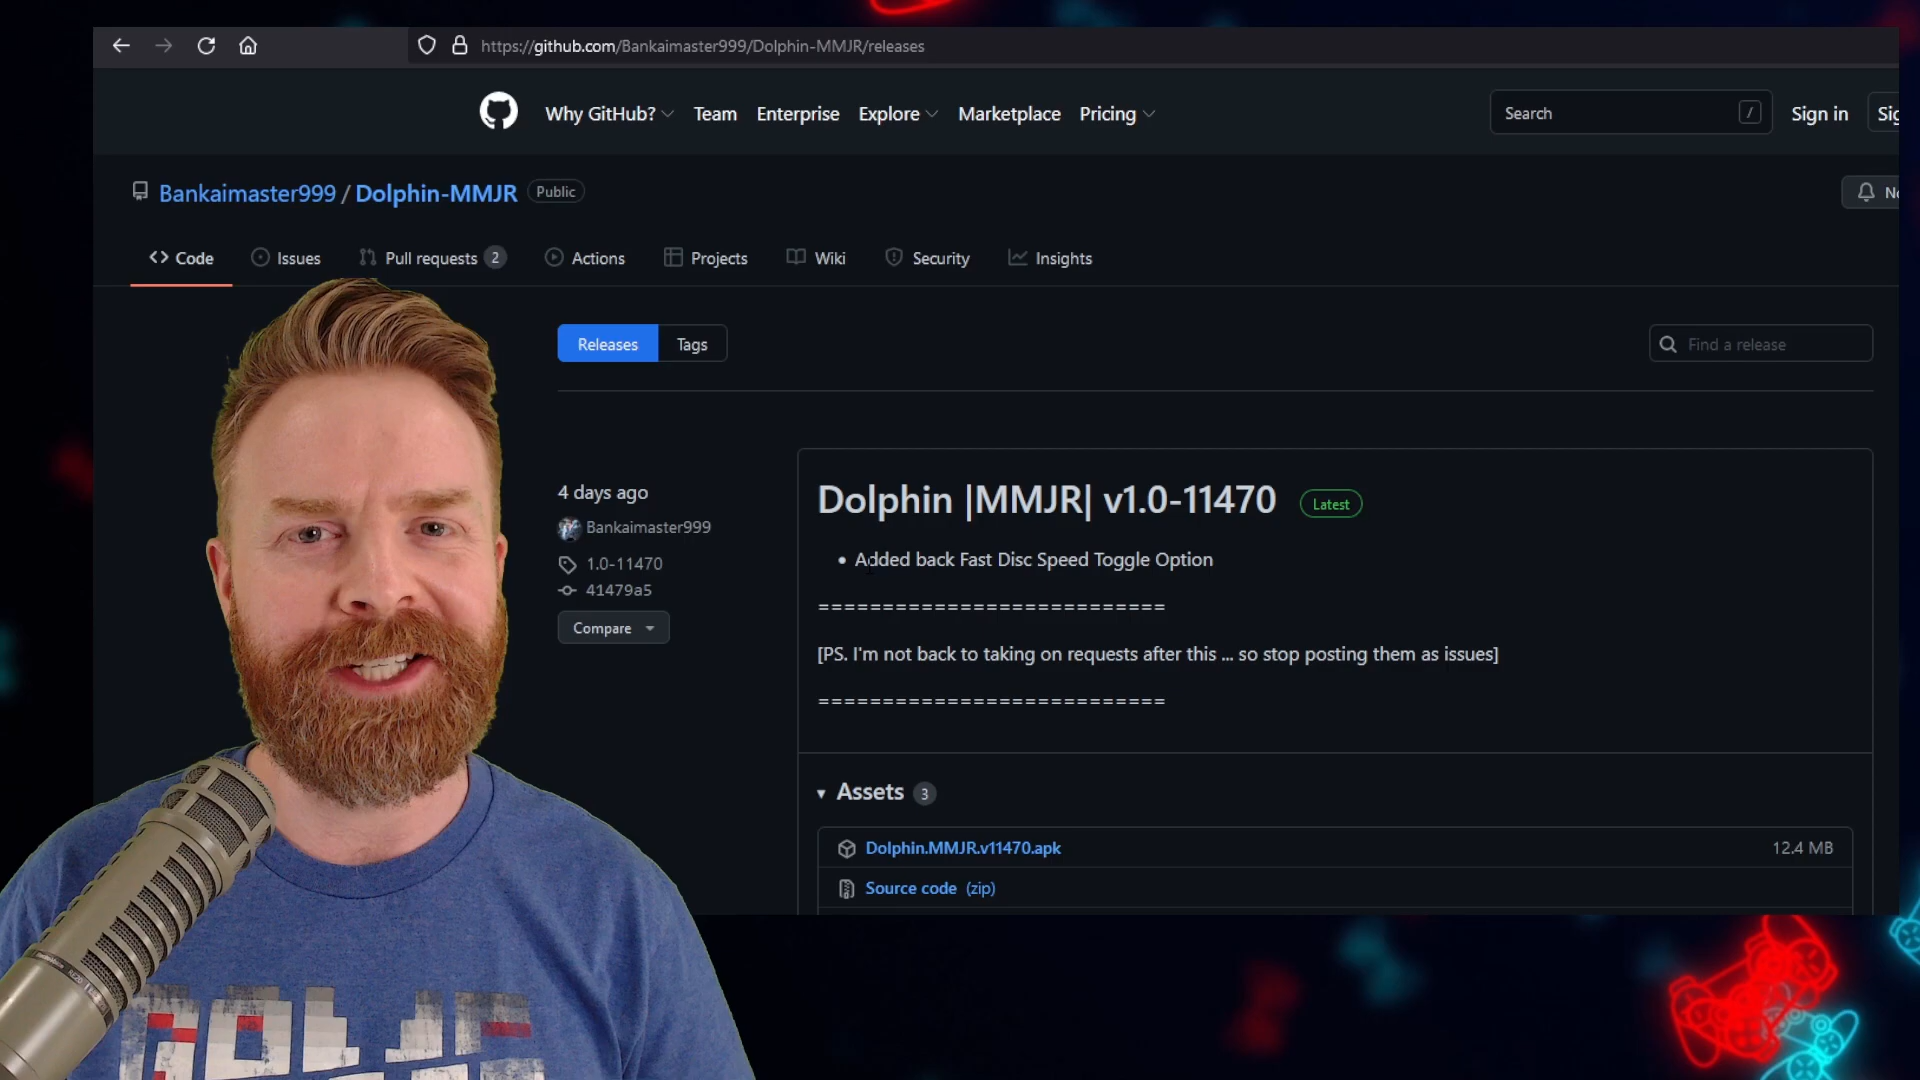 https://github.com/Bankaimaster999/Dolphin-MMJR/releases
Why GitHub? Team Enterprise Explore Marketplace Pricing
Search /
Sign in
Bankaimaster999 / Dolphin-MMJR Public
Code Issues Pull requests 2 Actions Projects Wiki Security Insights
Releases Tags
Find a release
4 days ago
Bankaimaster999
1.0-11470
41479a5
Compare
Dolphin |MMJR| v1.0-11470 Latest
• Added back Fast Disc Speed Toggle Option
===========================
[PS. I'm not back to taking on requests after this ... so stop posting them as issues]
===========================
Assets 3
Dolphin.MMJR.v11470.apk 12.4 MB
Source code (zip)